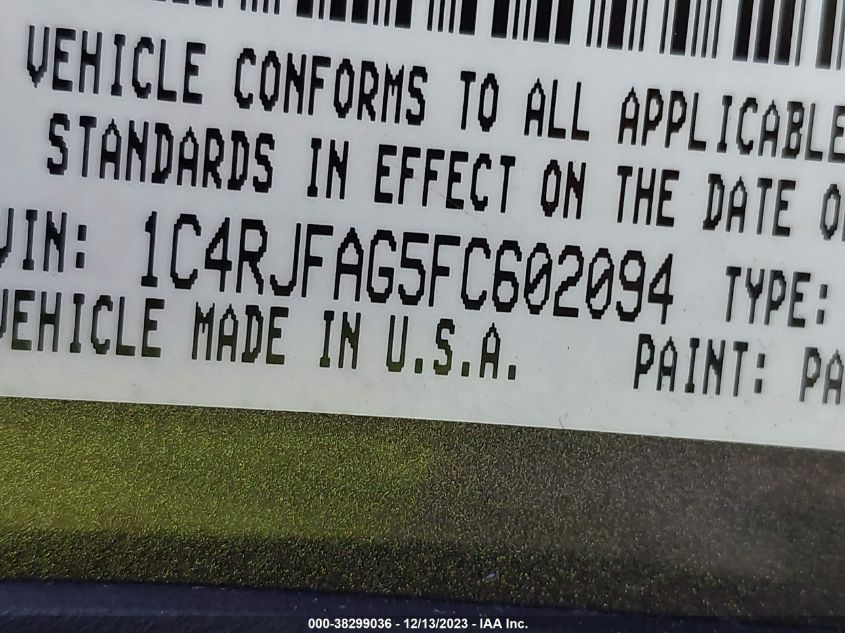 VEHICLE CONFORMS TO ALL APPLICABLE
STANDARDS IN EFFECT ON THE DATE
VIN: 1C4RJFAG5FC602094 TYPE:
VEHICLE MADE IN U.S.A. PAINT: PA
000-38299036 - 12/13/2023 - IAA Inc.